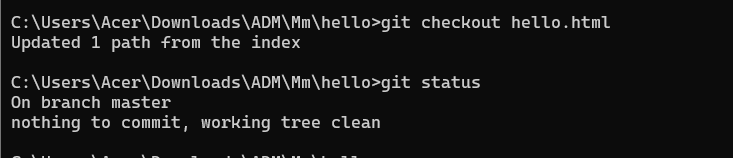 C:\Users\Acer\Downloads\ADM\Mm\hello>git checkout hello.html
Updated 1 path from the index
C:\Users\Acer\Downloads\ADM\Mm\hello>git status
On branch master
nothing to commit, working tree clean